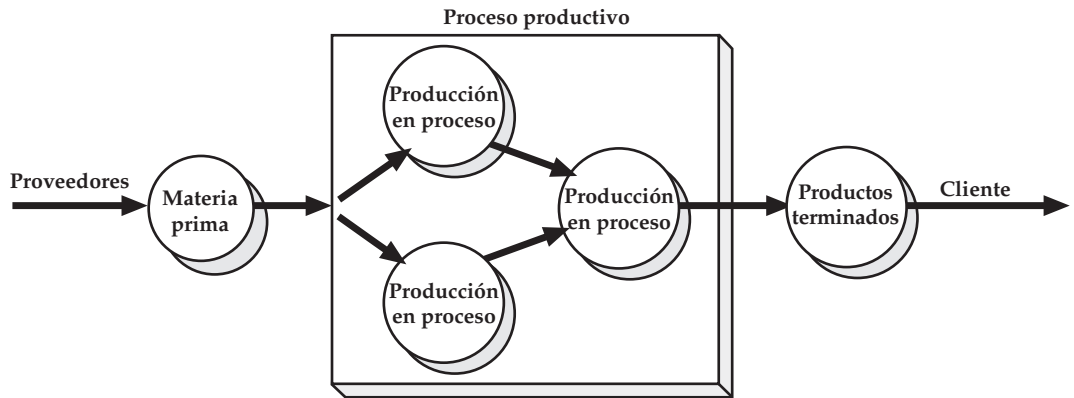 Proceso productivo
Producción
en proceso
Proveedores
Materia
prima
Producción
en proceso
Productos
terminados
Cliente
Producción
en proceso